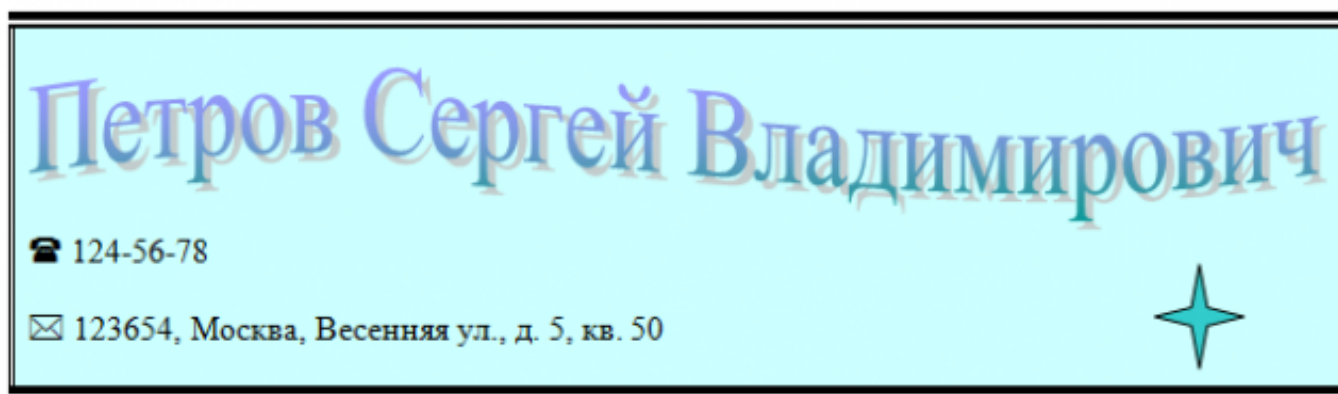 Петров Сергей Владимирович
☎ 124-56-78
✉ 123654, Москва, Весенняя ул., д. 5, кв. 50